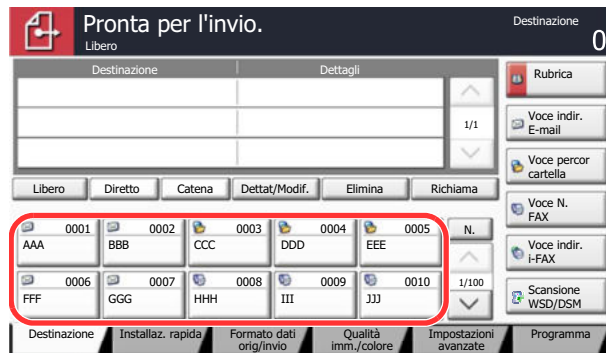 Pronta per l'invio.
Libero
Destinazione
0
Destinazione Dettagli
1/1
Rubrica
Voce indir.
E-mail
Voce percor
cartella
Voce N.
FAX
Voce indir.
i-FAX
Scansione
WSD/DSM
Libero Diretto Catena Dettat/Modif. Elimina Richiama
0001 0002 0003 0004 0005 N.
AAA BBB CCC DDD EEE
0006 0007 0008 0009 0010 1/100
FFF GGG HHH III JJJ
Destinazione Installaz. rapida Formato dati
orig/invio
Qualità
imm./colore
Impostazioni
avanzate
Programma